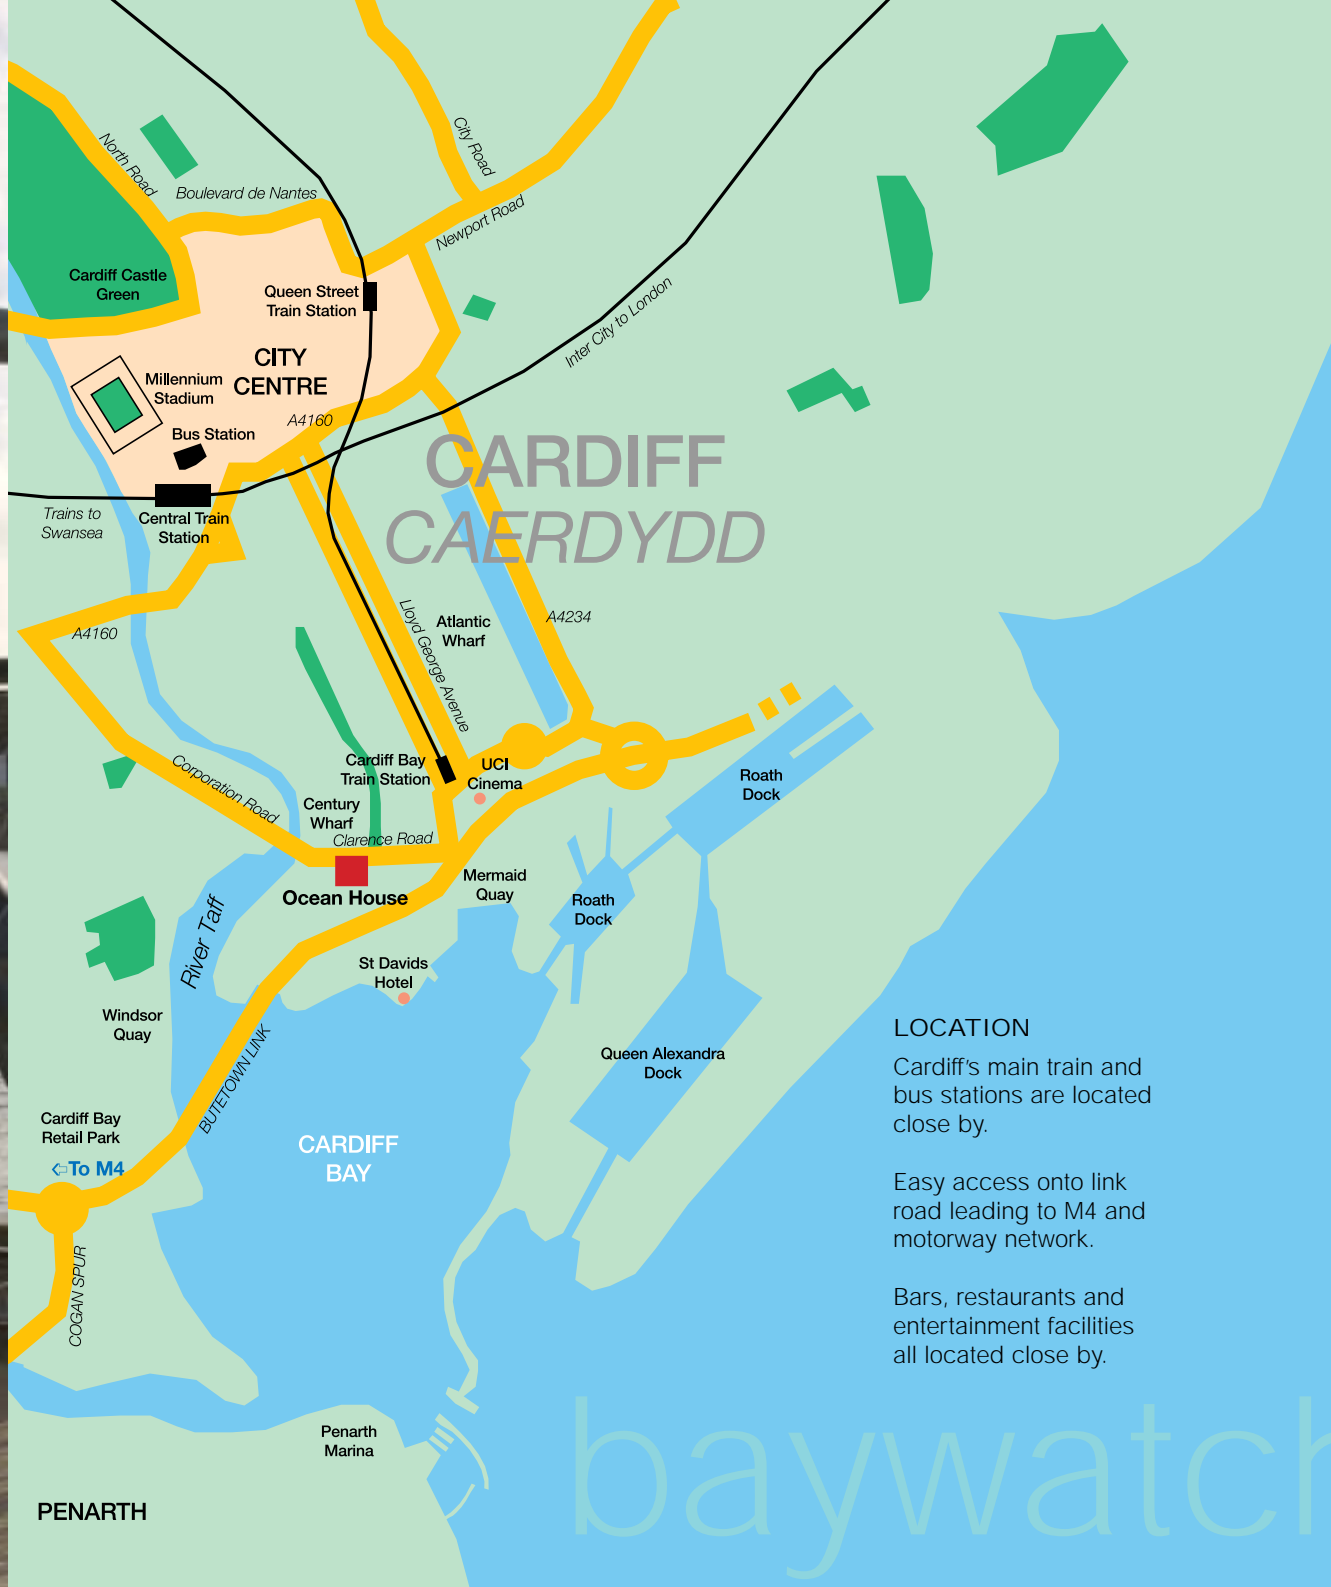 City Road
North Road
Boulevard de Nantes
Newport Road
Cardiff Castle
Green
Queen Street
Train Station
Inter City to London
CITY
CENTRE
Millennium
Stadium
A4160
Bus Station
CARDIFF
CAERDYDD
Trains to
Swansea
Central Train
Station
Lloyd George Avenue
Atlantic
Wharf
A4234
A4160
Corporation Road
Cardiff Bay
Train Station
UCI
Cinema
Roath
Dock
Century
Wharf
Clarence Road
Mermaid
Quay
Ocean House
Roath
Dock
River Taff
St Davids
Hotel
Windsor
Quay
BUTETOWN LINK
Queen Alexandra
Dock
LOCATION
Cardiff's main train and
bus stations are located
close by.
Easy access onto link
road leading to M4 and
motorway network.
Bars, restaurants and
entertainment facilities
all located close by.
Cardiff Bay
Retail Park
To M4
CARDIFF
BAY
COGAN SPUR
Penarth
Marina
PENARTH
baywatch